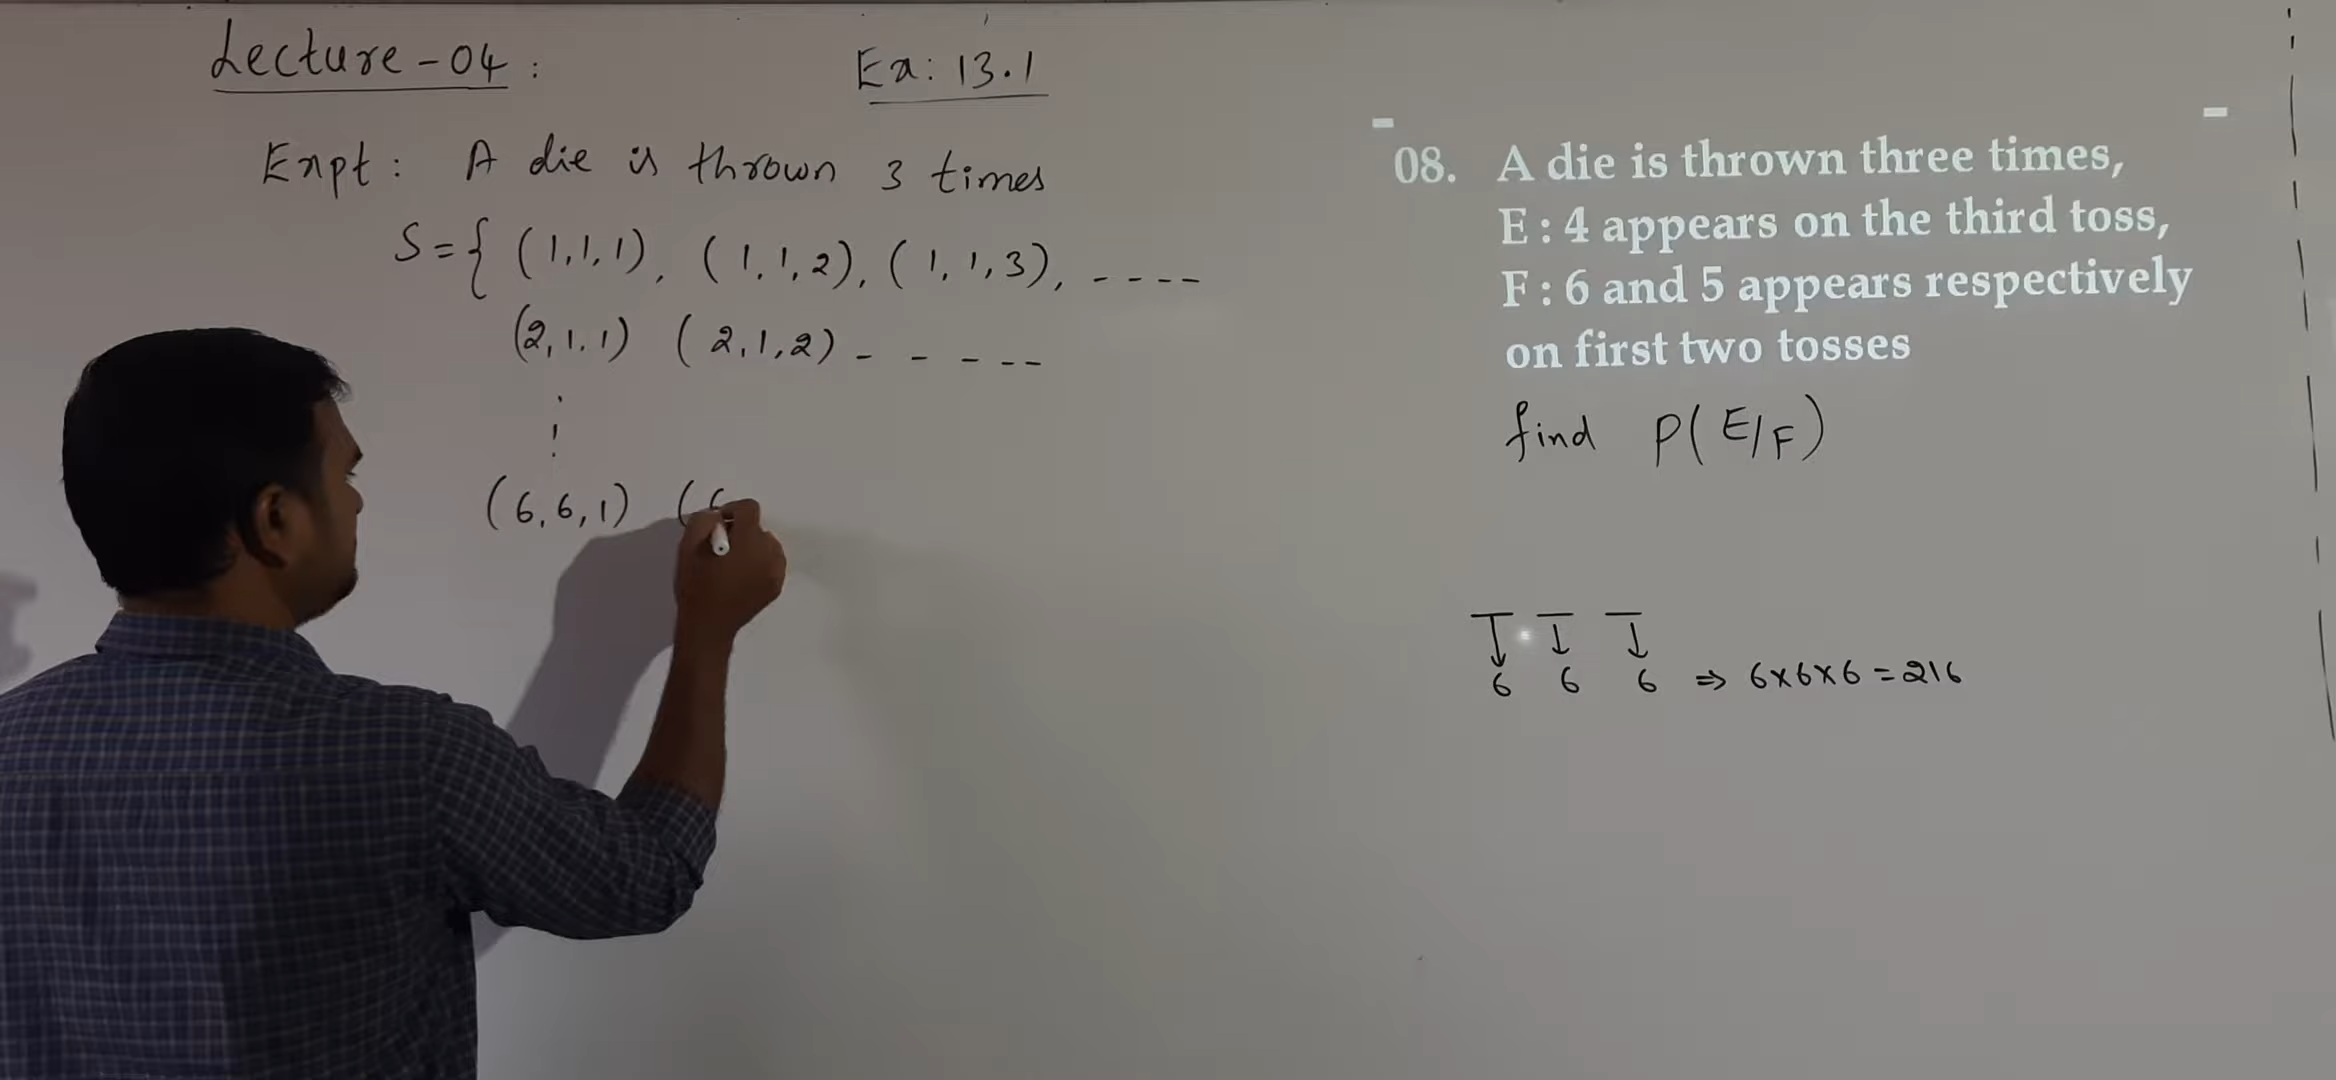 Lecture - 04 :
Ex: 13.1
Expt : A die is thrown 3 times
S = { (1,1,1), (1,1,2), (1,1,3), ----
(2,1,1) (2,1,2) - - - --
(6,6,1) (6
08. A die is thrown three times,
E : 4 appears on the third toss,
F : 6 and 5 appears respectively
on first two tosses
find P(E/F)
6 6 6 ⇒ 6x6x6 = 216